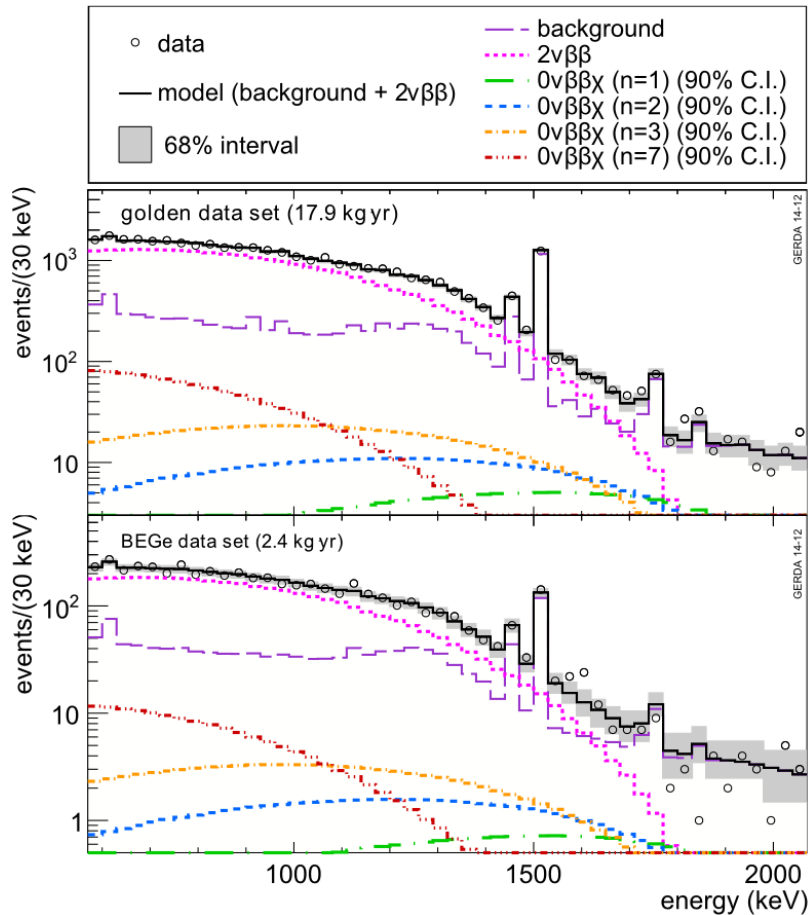 data
model (background + 2νββ)
68% interval
background
2νββ
0νββχ (n=1) (90% C.I.)
0νββχ (n=2) (90% C.I.)
0νββχ (n=3) (90% C.I.)
0νββχ (n=7) (90% C.I.)
golden data set (17.9 kg yr)
GERDA 14-12
events/(30 keV)
10³
10²
10
BEGe data set (2.4 kg yr)
GERDA 14-12
events/(30 keV)
10²
10
1
1000 1500 2000
energy (keV)